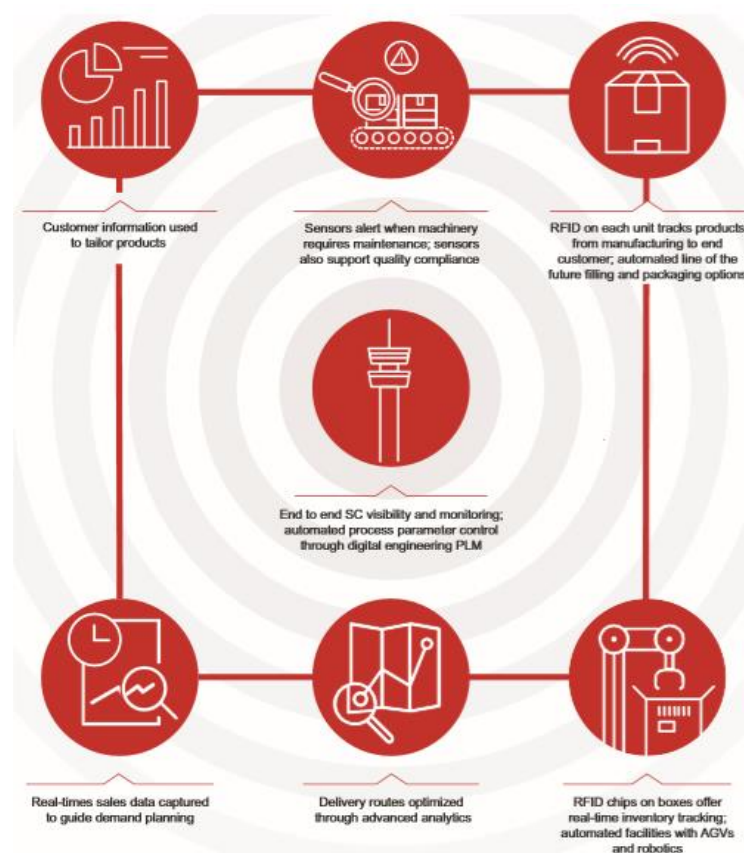 Customer information used
to tailor products
Sensors alert when machinery
requires maintenance; sensors
also support quality compliance
RFID on each unit tracks products
from manufacturing to end
customer; automated line of the
future filling and packaging options
End to end SC visibility and monitoring;
automated process parameter control
through digital engineering PLM
Real-times sales data captured
to guide demand planning
Delivery routes optimized
through advanced analytics
RFID chips on boxes offer
real-time inventory tracking;
automated facilities with AGVs
and robotics